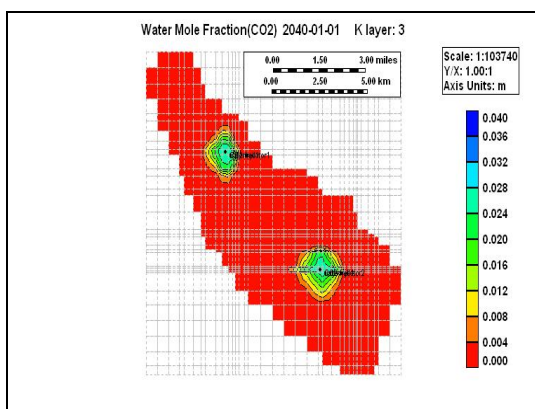 Water Mole Fraction(CO2) 2040-01-01 K layer: 3
0.00 1.50 3.00 miles
0.00 2.50 5.00 km
Scale: 1:103740
Y/X: 1.00:1
Axis Units: m
0.040
0.036
0.032
0.028
0.024
0.020
0.016
0.012
0.008
0.004
0.000